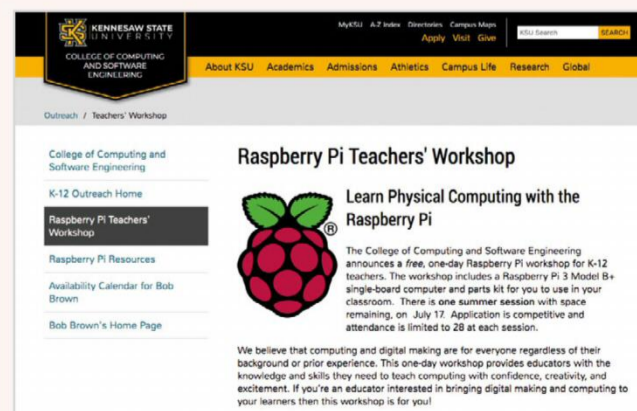 KENNESAW STATE
UNIVERSITY
COLLEGE OF COMPUTING
AND SOFTWARE
ENGINEERING
MyKSU A-Z Index Directories Campus Maps
Apply Visit Give
KSU Search
SEARCH
About KSU Academics Admissions Athletics Campus Life Research Global
Outreach / Teachers' Workshop
College of Computing and
Software Engineering
K-12 Outreach Home
Raspberry Pi Teachers'
Workshop
Raspberry Pi Resources
Availability Calendar for Bob
Brown
Bob Brown's Home Page
Raspberry Pi Teachers' Workshop
®
Learn Physical Computing with the
Raspberry Pi
The College of Computing and Software Engineering
announces a free, one-day Raspberry Pi workshop for K-12
teachers. The workshop includes a Raspberry Pi 3 Model B+
single-board computer and parts kit for you to use in your
classroom. There is one summer session with space
remaining, on July 17. Application is competitive and
attendance is limited to 28 at each session.
We believe that computing and digital making are for everyone regardless of their
background or prior experience. This one-day workshop provides educators with the
knowledge and skills they need to teach computing with confidence, creativity, and
excitement. If you're an educator interested in bringing digital making and computing to
your learners then this workshop is for you!